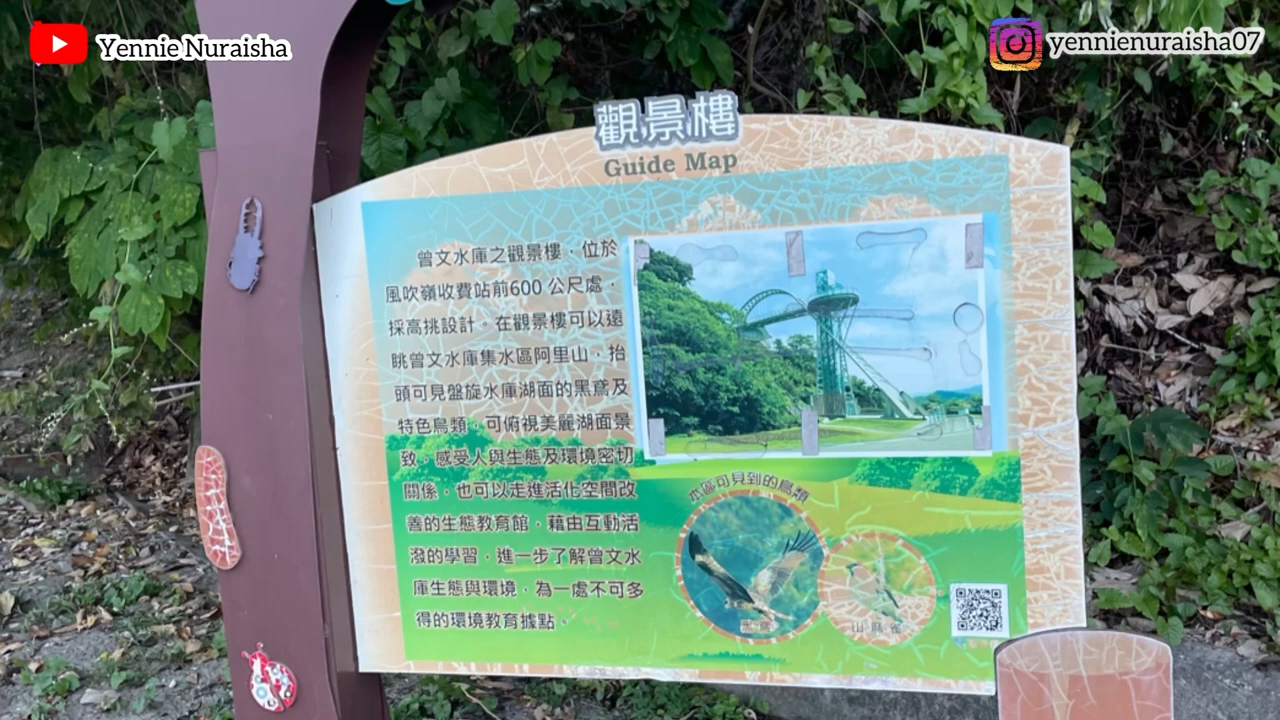 Yennie Nuraisha
yennienuraisha07
觀景樓
Guide Map
曾文水庫之觀景樓，位於
風吹嶺收費站前600 公尺處，
採高挑設計。在觀景樓可以遠
眺曾文水庫集水區阿里山，抬
頭可見盤旋水庫湖面的黑鳶及
特色鳥類，可俯視美麗湖面景
致，感受人與生態及環境密切
關係，也可以走進活化空間改
善的生態教育館，藉由互動活
潑的學習，進一步了解曾文水
庫生態與環境，為一處不可多
得的環境教育據點。
本區可見到的鳥類
黑鳶
山麻雀